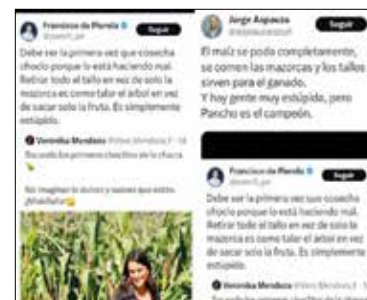 Francisco de Pierola
Seguir
Debe ser la primera vez que cosecha
choclo porque lo está haciendo mal.
Retirar todo el tallo en vez de solo la
mazorca es como talar el árbol en vez
de sacar solo la fruta. Es simplemente
estúpido.
Veronika Mendoza
Recordo los primeros choclitos de la chacra
No imaginan lo dulces y suaves que están.
Jorge Aspauza
Seguir
El maíz se poda completamente,
se comen las mazorcas y los tallos
sirven para el ganado.
Y hay gente muy estúpida, pero
Pancho es el campeón.
Francisco de Pierola
Seguir
Debe ser la primera vez que cosecha
choclo porque lo está haciendo mal.
Retirar todo el tallo en vez de solo la
mazorca es como talar el árbol en vez
de sacar solo la fruta. Es simplemente
estúpido.
Veronika Mendoza